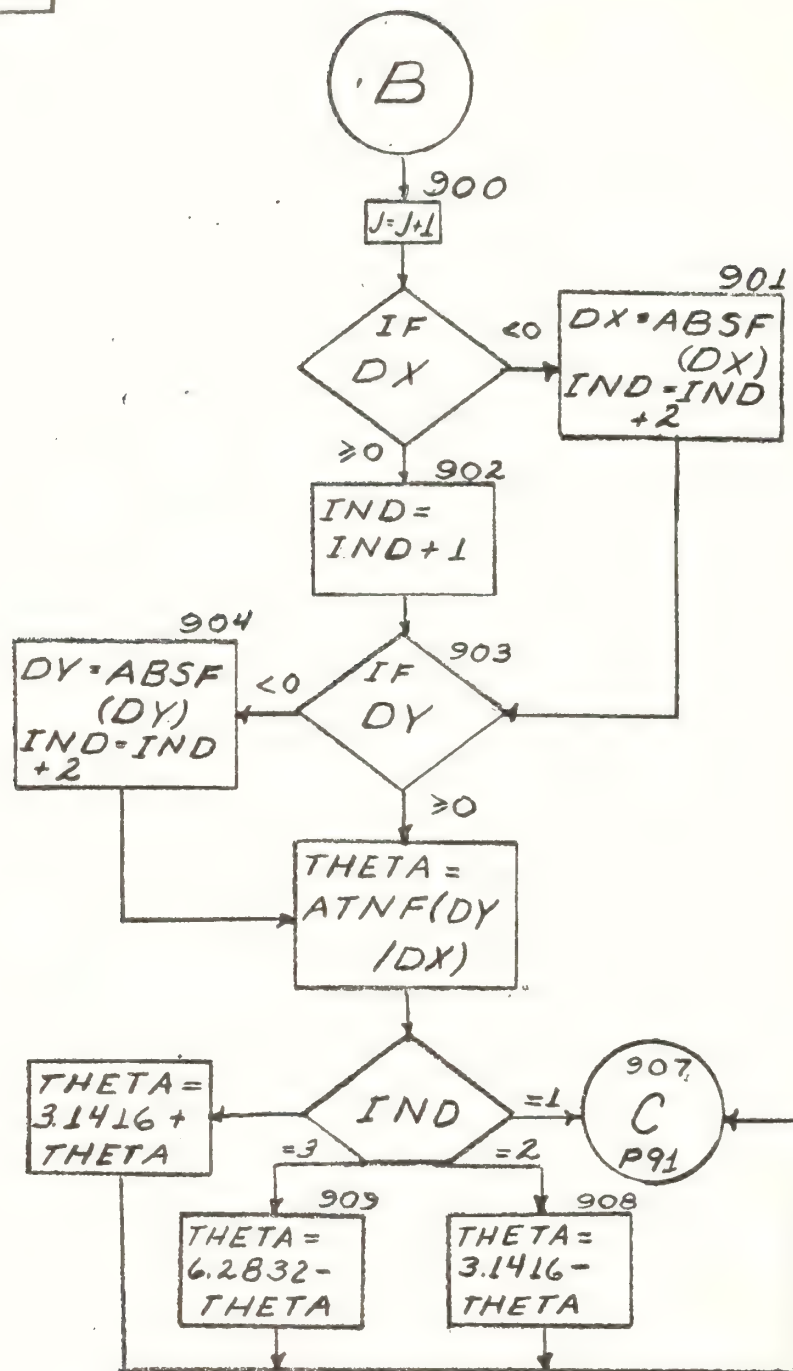 B
900
J=J+1
IF
DX
<0
901
DX=ABSF
(DX)
IND=IND
+2
≥0
902
IND=
IND+1
903
IF
DY
<0
904
DY=ABSF
(DY)
IND=IND
+2
≥0
THETA=
ATNF(DY
/DX)
IND
=1
907
C
P91
THETA=
3.1416+
THETA
=3
=2
909
THETA=
6.2832-
THETA
908
THETA=
3.1416-
THETA